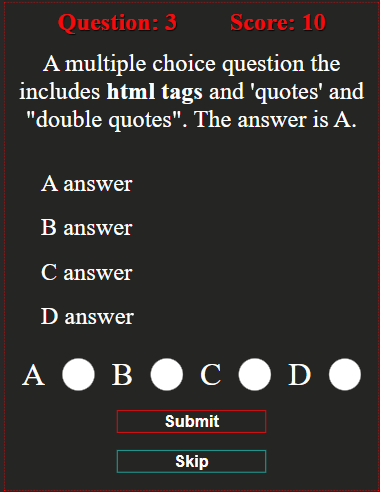 Question: 3 Score: 10
A multiple choice question the
includes html tags and 'quotes' and
"double quotes". The answer is A.
A answer
B answer
C answer
D answer
A B C D
Submit
Skip